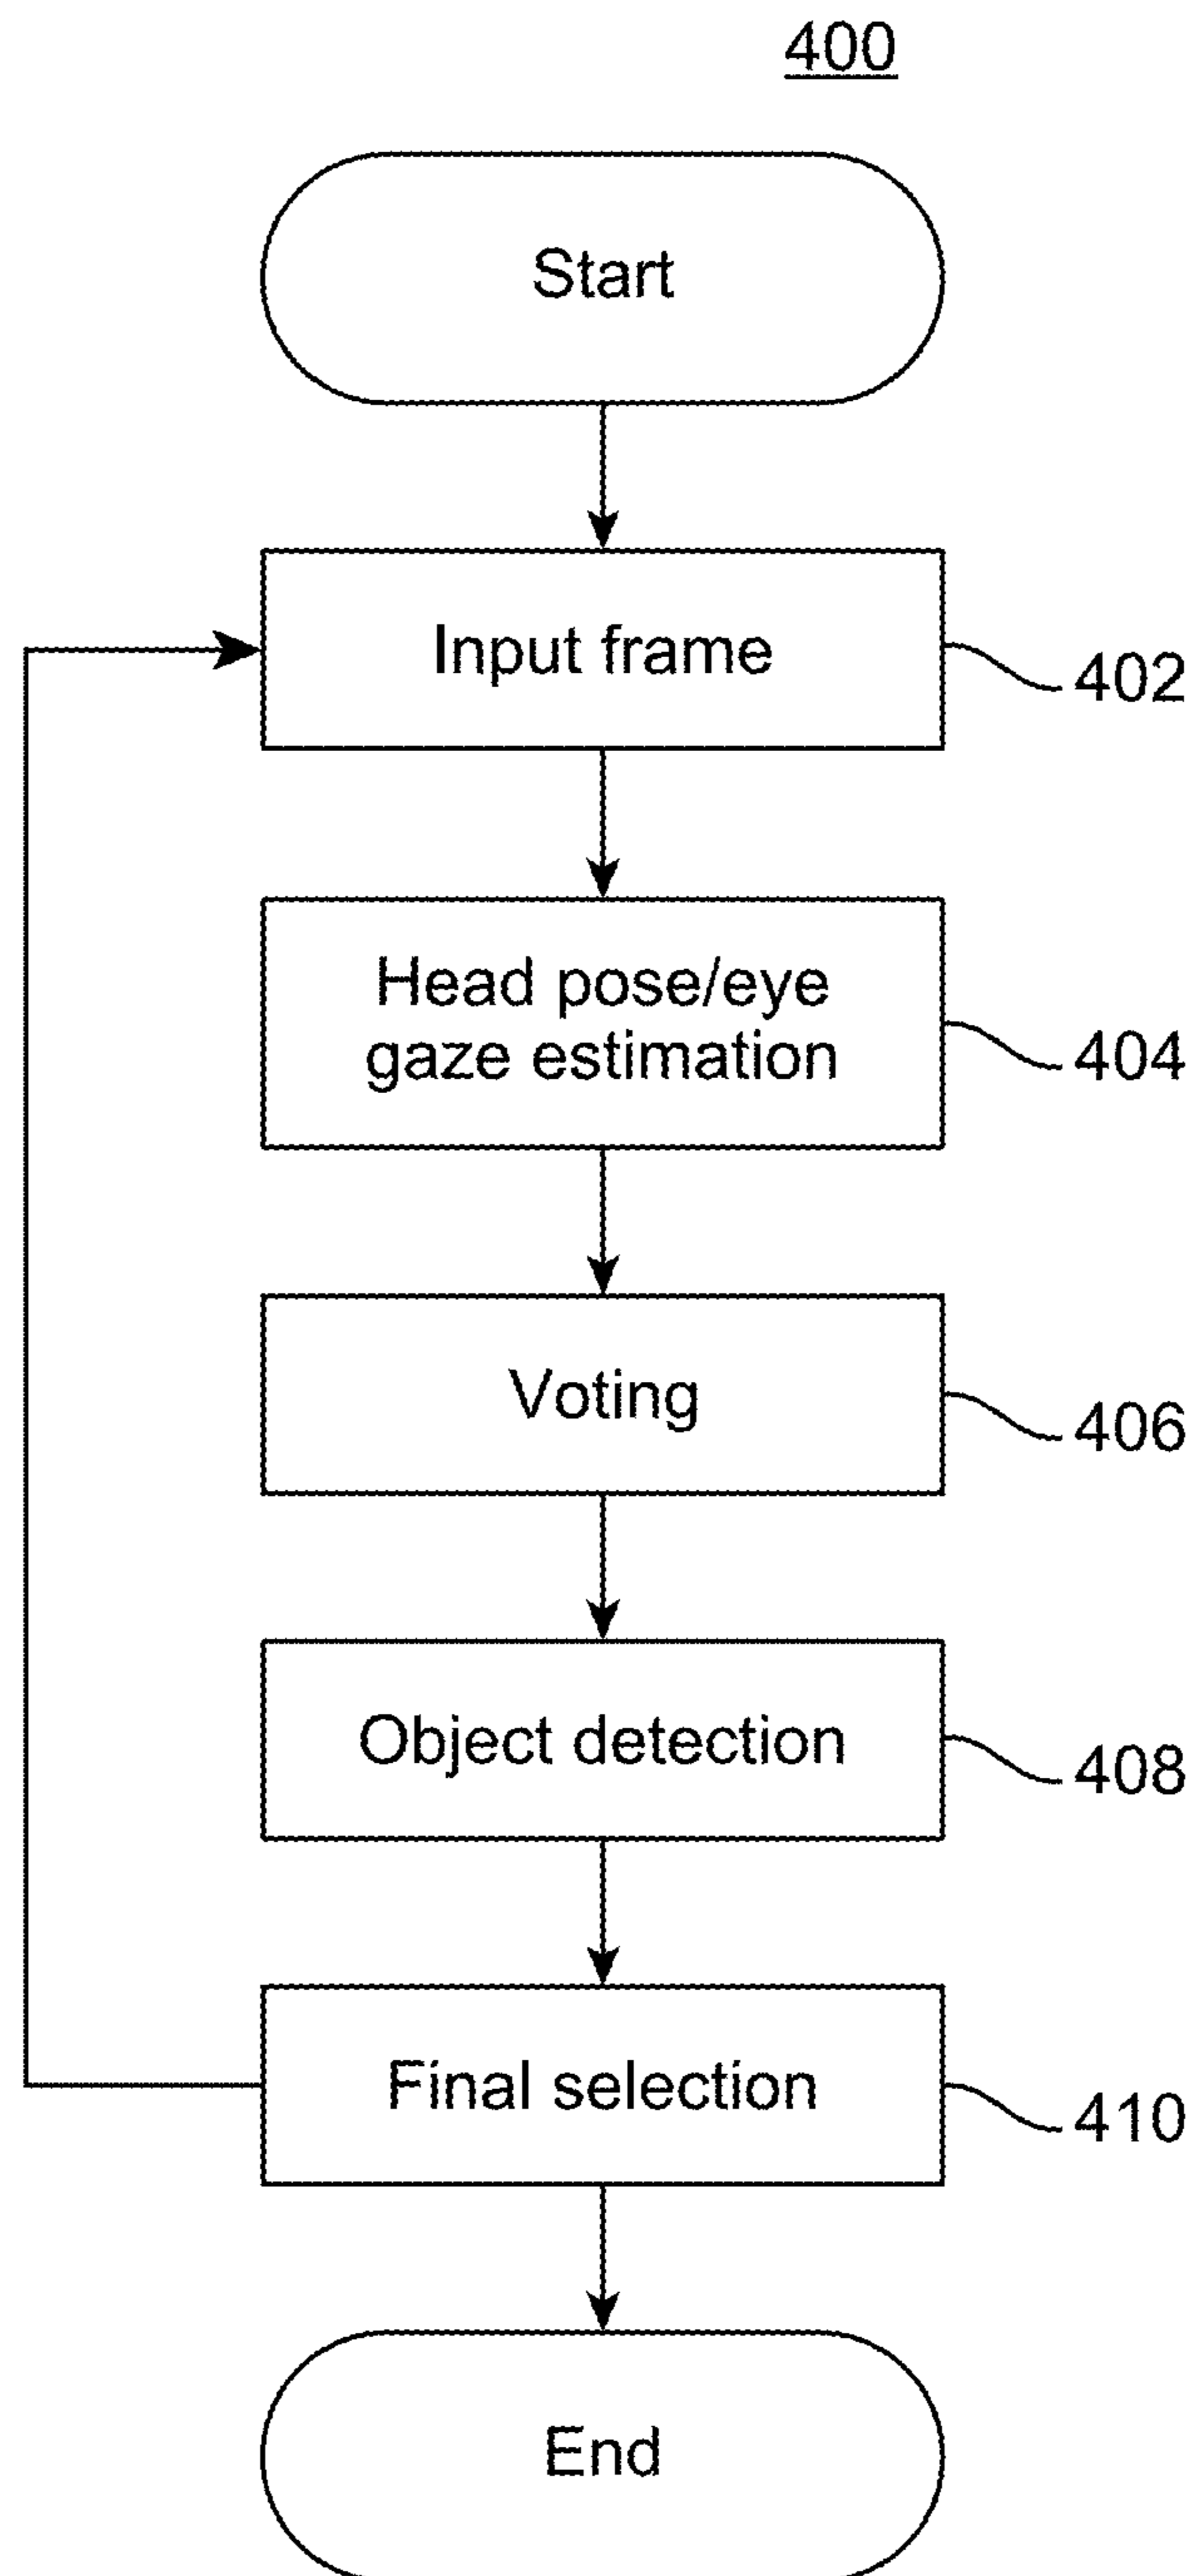 400
Start
Input frame
402
Head pose/eye
gaze estimation
404
Voting
406
Object detection
408
Final selection
410
End